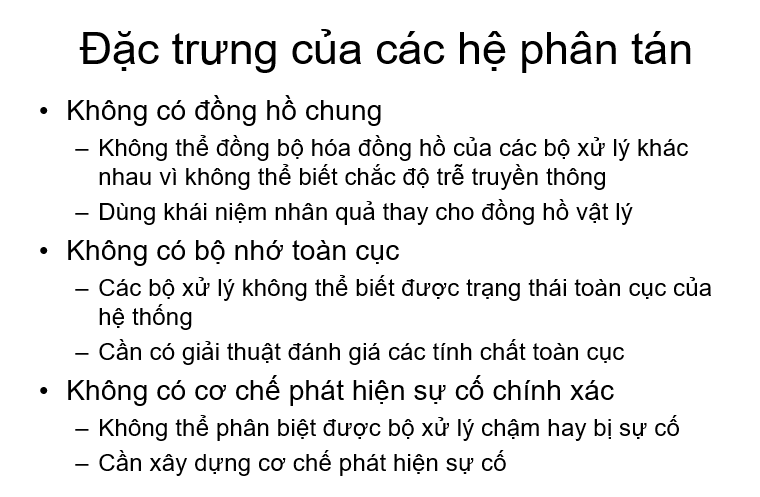 Đặc trưng của các hệ phân tán
• Không có đồng hồ chung
– Không thể đồng bộ hóa đồng hồ của các bộ xử lý khác
nhau vì không thể biết chắc độ trễ truyền thông
– Dùng khái niệm nhân quả thay cho đồng hồ vật lý
• Không có bộ nhớ toàn cục
– Các bộ xử lý không thể biết được trạng thái toàn cục của
hệ thống
– Cần có giải thuật đánh giá các tính chất toàn cục
• Không có cơ chế phát hiện sự cố chính xác
– Không thể phân biệt được bộ xử lý chậm hay bị sự cố
– Cần xây dựng cơ chế phát hiện sự cố